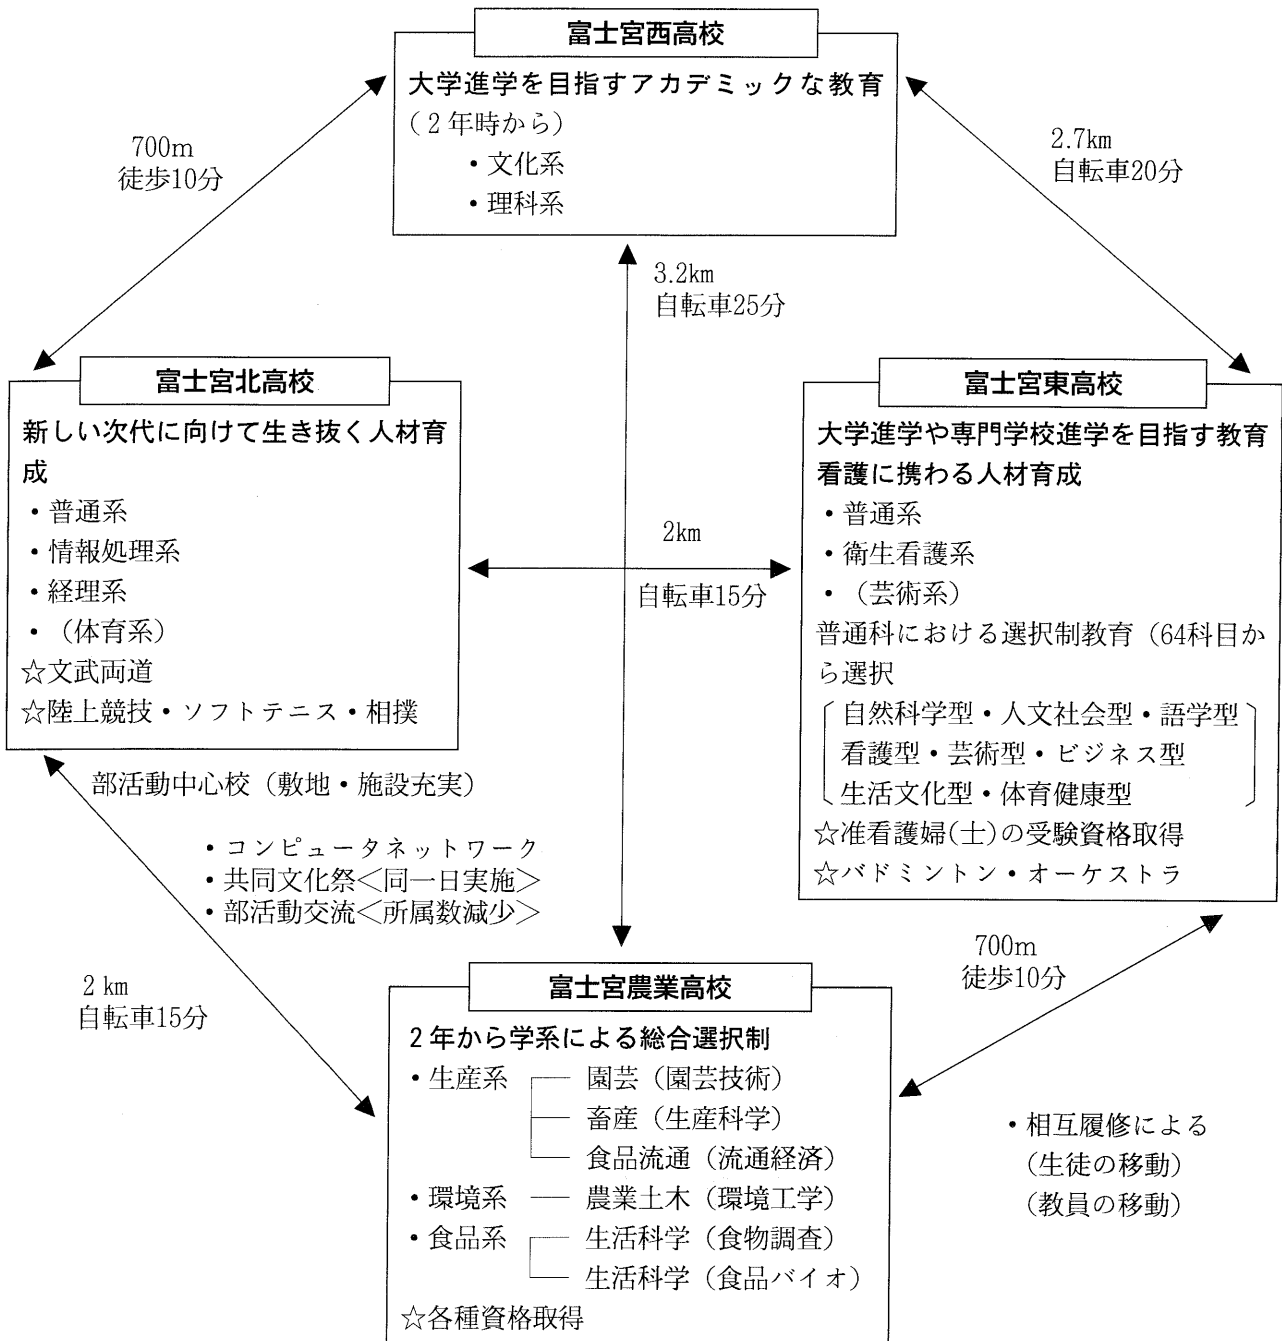 富士宮西高校
大学進学を目指すアカデミックな教育
（２年時から）
・文化系
・理科系
700m
徒歩10分
2.7km
自転車20分
3.2km
自転車25分
富士宮北高校
新しい次代に向けて生き抜く人材育
成
・普通系
・情報処理系
・経理系
・（体育系）
☆文武両道
☆陸上競技・ソフトテニス・相撲
2km
自転車15分
富士宮東高校
大学進学や専門学校進学を目指す教育
看護に携わる人材育成
・普通系
・衛生看護系
・（芸術系）
普通科における選択制教育（64科目か
ら選択
自然科学型・人文社会型・語学型
看護型・芸術型・ビジネス型
生活文化型・体育健康型
☆准看護婦(士)の受験資格取得
☆バドミントン・オーケストラ
部活動中心校（敷地・施設充実）
・コンピュータネットワーク
・共同文化祭＜同一日実施＞
・部活動交流＜所属数減少＞
2 km
自転車15分
700m
徒歩10分
富士宮農業高校
２年から学系による総合選択制
・生産系 園芸（園芸技術）
畜産（生産科学）
食品流通（流通経済）
・環境系 農業土木（環境工学）
・食品系 生活科学（食物調査）
生活科学（食品バイオ）
☆各種資格取得
・相互履修による
（生徒の移動）
（教員の移動）